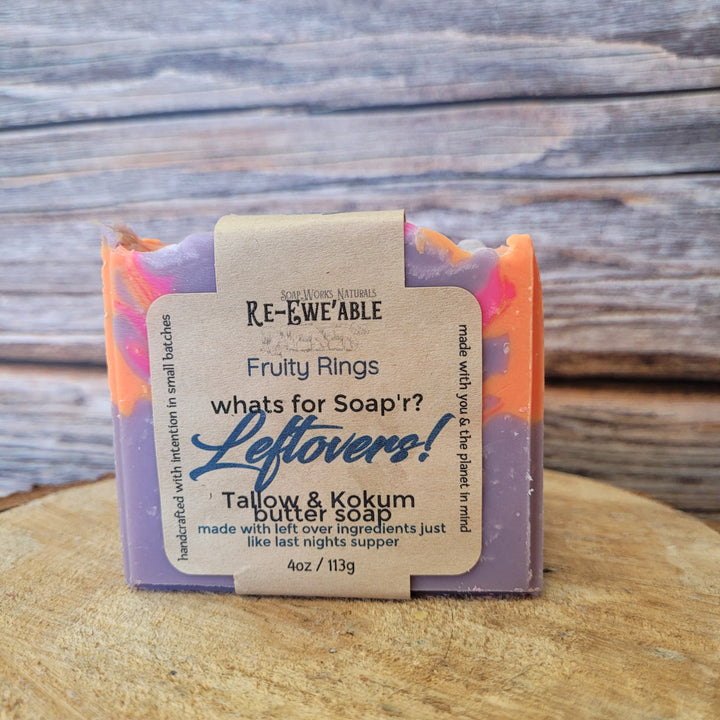 Soap Works Naturals
Re-Ewe'able
Fruity Rings
whats for Soap'r?
Leftovers!
Tallow & Kokum
butter soap
made with left over ingredients just
like last nights supper
4oz / 113g
handcrafted with intention in small batches
made with you & the planet in mind